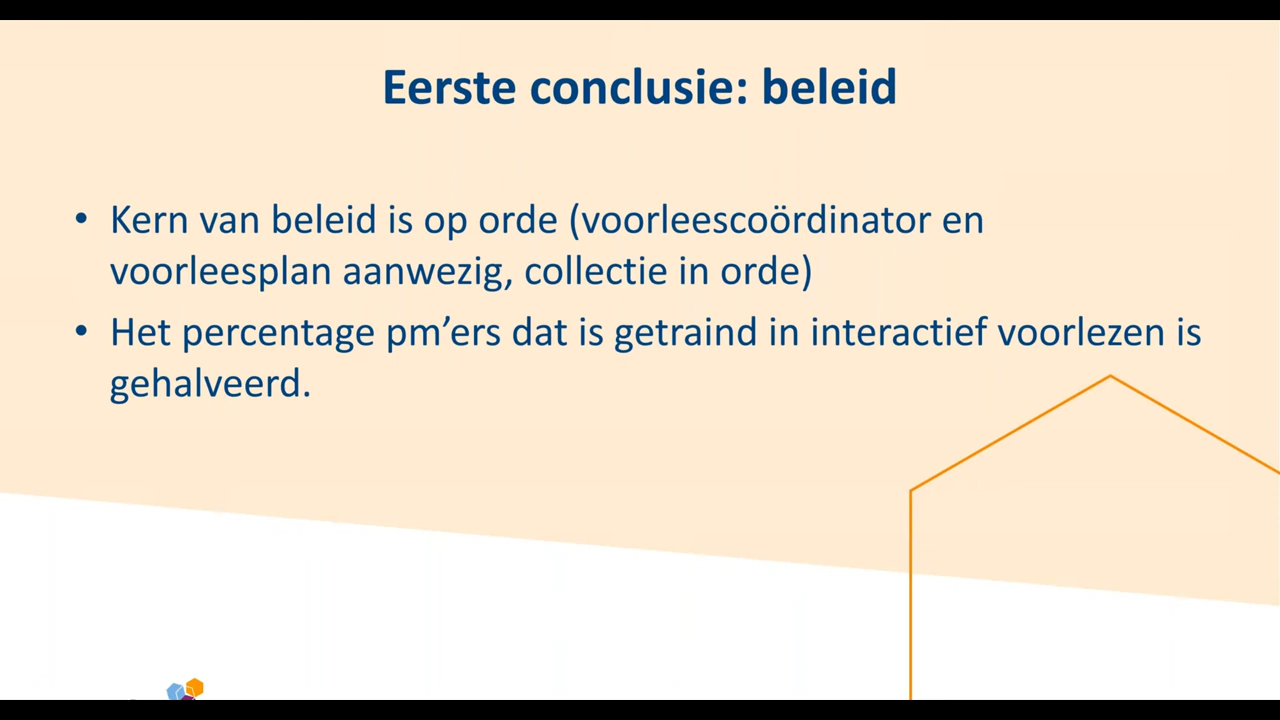 Eerste conclusie: beleid
• Kern van beleid is op orde (voorleescoördinator en
voorleesplan aanwezig, collectie in orde)
• Het percentage pm’ers dat is getraind in interactief voorlezen is
gehalveerd.